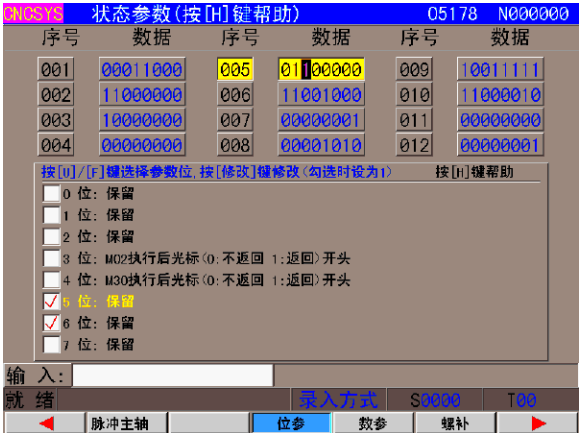 CNCSYS 状态参数(按[H]键帮助) O5178 N000000
序号 数据 序号 数据 序号 数据
001 00011000 005 01100000 009 10011111
002 11000000 006 11001000 010 11000010
003 10000000 007 00000001 011 00000000
004 00000000 008 00001010 012 00000001
按[U]/[F]键选择参数位,按[修改]键修改(勾选时设为1) 按[H]键帮助
0 位: 保留
1 位: 保留
2 位: 保留
3 位: M02执行后光标(0:不返回 1:返回)开头
4 位: M30执行后光标(0:不返回 1:返回)开头
5 位: 保留
6 位: 保留
7 位: 保留
输 入:
就 绪 录入方式 S0000 T00
脉冲主轴 位参 数参 螺补